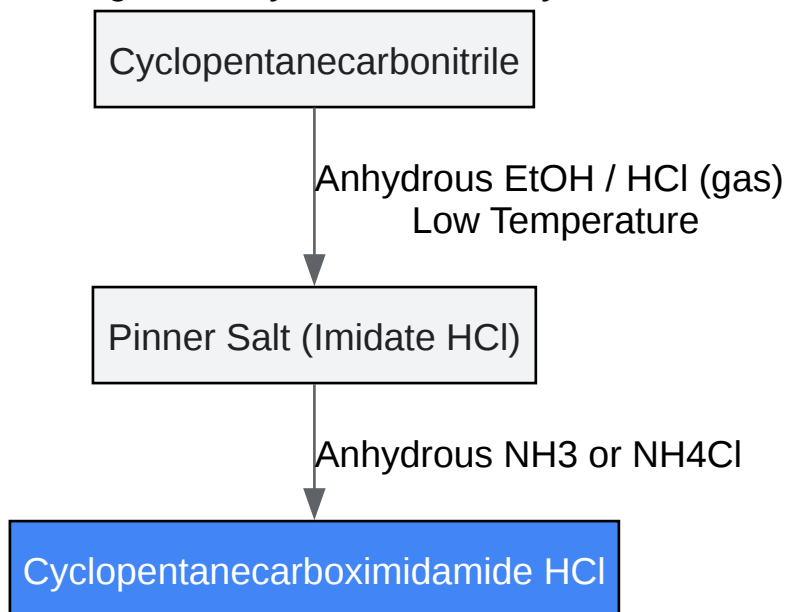 Cyclopentanecarbonitrile
Anhydrous EtOH / HCl (gas)
Low Temperature
Pinner Salt (Imidate HCl)
Anhydrous NH3 or NH4Cl
Cyclopentanecarboximidamide HCl